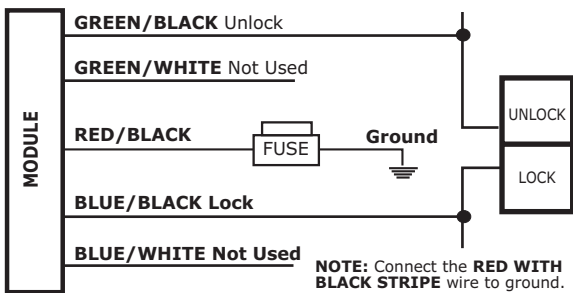 GREEN/BLACK Unlock
GREEN/WHITE Not Used
MODULE
RED/BLACK
FUSE
Ground
UNLOCK
LOCK
BLUE/BLACK Lock
BLUE/WHITE Not Used
NOTE: Connect the RED WITH
BLACK STRIPE wire to ground.